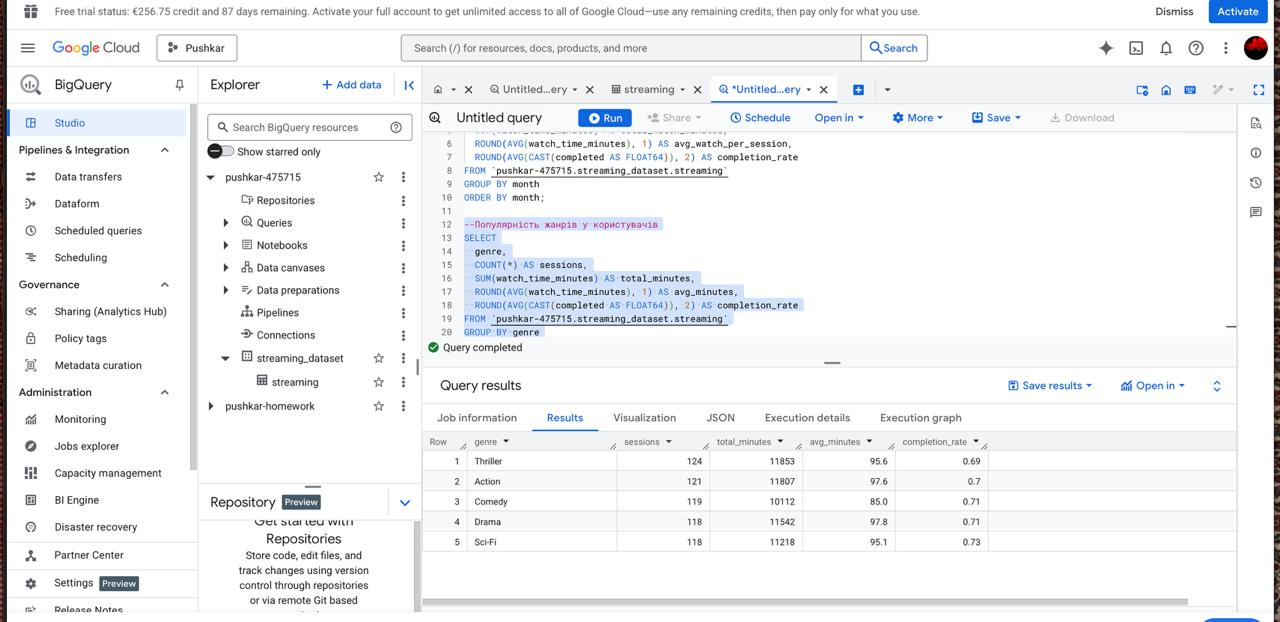 Free trial status: €256.75 credit and 87 days remaining. Activate your full account to get unlimited access to all of Google Cloud—use any remaining credits, then pay only for what you use.
Dismiss
Activate
Google Cloud
Pushkar
Search (/) for resources, docs, products, and more
Search
BigQuery
Studio
Pipelines & Integration
Data transfers
Dataform
Scheduled queries
Scheduling
Governance
Sharing (Analytics Hub)
Policy tags
Metadata curation
Administration
Monitoring
Jobs explorer
Capacity management
BI Engine
Disaster recovery
Partner Center
Settings Preview
Release Notes
Explorer
+ Add data
Search BigQuery resources
Show starred only
pushkar-475715
Repositories
Queries
Notebooks
Data canvases
Data preparations
Pipelines
Connections
streaming_dataset
streaming
pushkar-homework
Repository Preview
Get started with
Repositories
Store code, edit files, and
track changes using version
control through repositories
or via remote Git based
Untitled...ery
streaming
*Untitled...ery
Untitled query
Run
Share
Schedule
Open in
More
Save
Download
6 ROUND(AVG(watch_time_minutes), 1) AS avg_watch_per_session,
7 ROUND(AVG(CAST(completed AS FLOAT64)), 2) AS completion_rate
8 FROM `pushkar-475715.streaming_dataset.streaming`
9 GROUP BY month
10 ORDER BY month;
11
12 --Популярність жанрів у користувачів
13 SELECT
14 genre,
15 COUNT(*) AS sessions,
16 SUM(watch_time_minutes) AS total_minutes,
17 ROUND(AVG(watch_time_minutes), 1) AS avg_minutes,
18 ROUND(AVG(CAST(completed AS FLOAT64)), 2) AS completion_rate
19 FROM `pushkar-475715.streaming_dataset.streaming`
20 GROUP BY genre
Query completed
Query results
Save results
Open in
Job information
Results
Visualization
JSON
Execution details
Execution graph
Row genre sessions total_minutes avg_minutes completion_rate
1 Thriller 124 11853 95.6 0.69
2 Action 121 11807 97.6 0.7
3 Comedy 119 10112 85.0 0.71
4 Drama 118 11542 97.8 0.71
5 Sci-Fi 118 11218 95.1 0.73